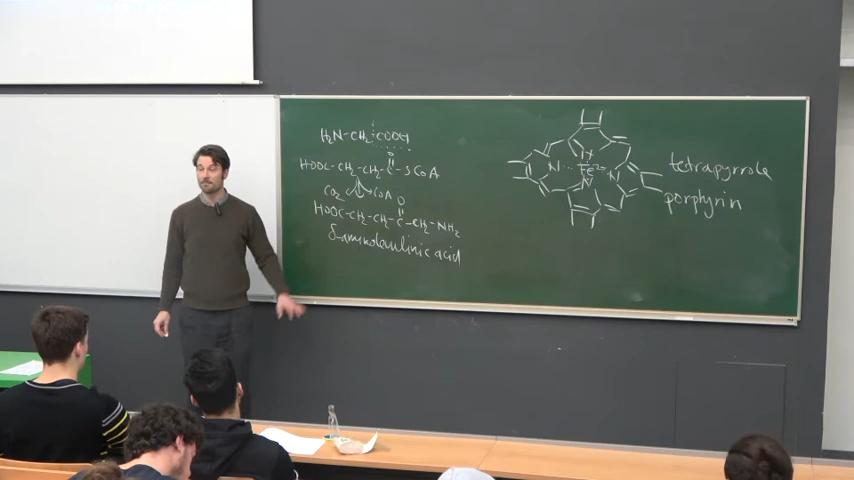 H₂N-CH₂-COOH
HOOC-CH₂-CH₂-C-SCoA
O
CO₂ CoA
O
HOOC-CH₂-CH₂-C-CH₂-NH₂
δ-aminolevulinic acid
N Fe²⁺ N
N
tetrapyrrole
porphyrin